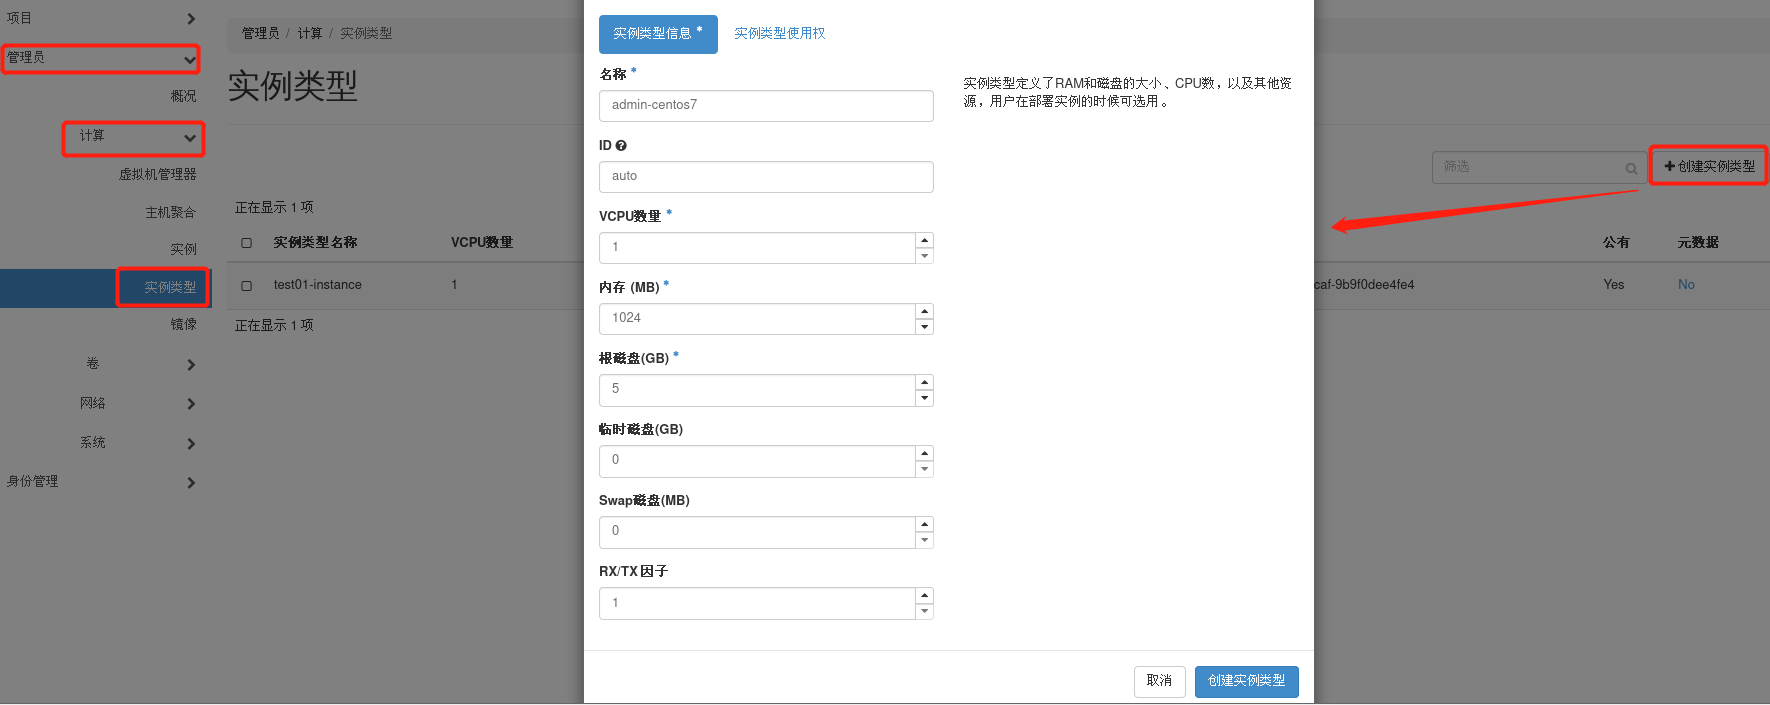 项目
管理员
概况
计算
虚拟机管理器
主机聚合
实例
实例类型
镜像
卷
网络
系统
身份管理
管理员 / 计算 / 实例类型
实例类型
筛选
创建实例类型
正在显示 1 项
实例类型名称 VCPU数量 公有 元数据
test01-instance 1 caf-9b9f0dee4fe4 Yes No
正在显示 1 项
实例类型信息 * 实例类型使用权
名称 *
admin-centos7
ID
auto
VCPU数量 *
1
内存 (MB) *
1024
根磁盘(GB) *
5
临时磁盘(GB)
0
Swap磁盘(MB)
0
RX/TX 因子
1
实例类型定义了RAM和磁盘的大小、CPU数，以及其他资
源，用户在部署实例的时候可选用。
取消 创建实例类型